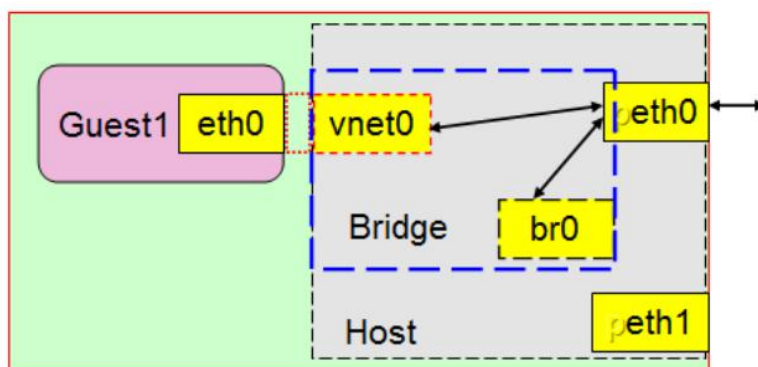 Guest1
eth0
vnet0
peth0
Bridge
br0
Host
peth1